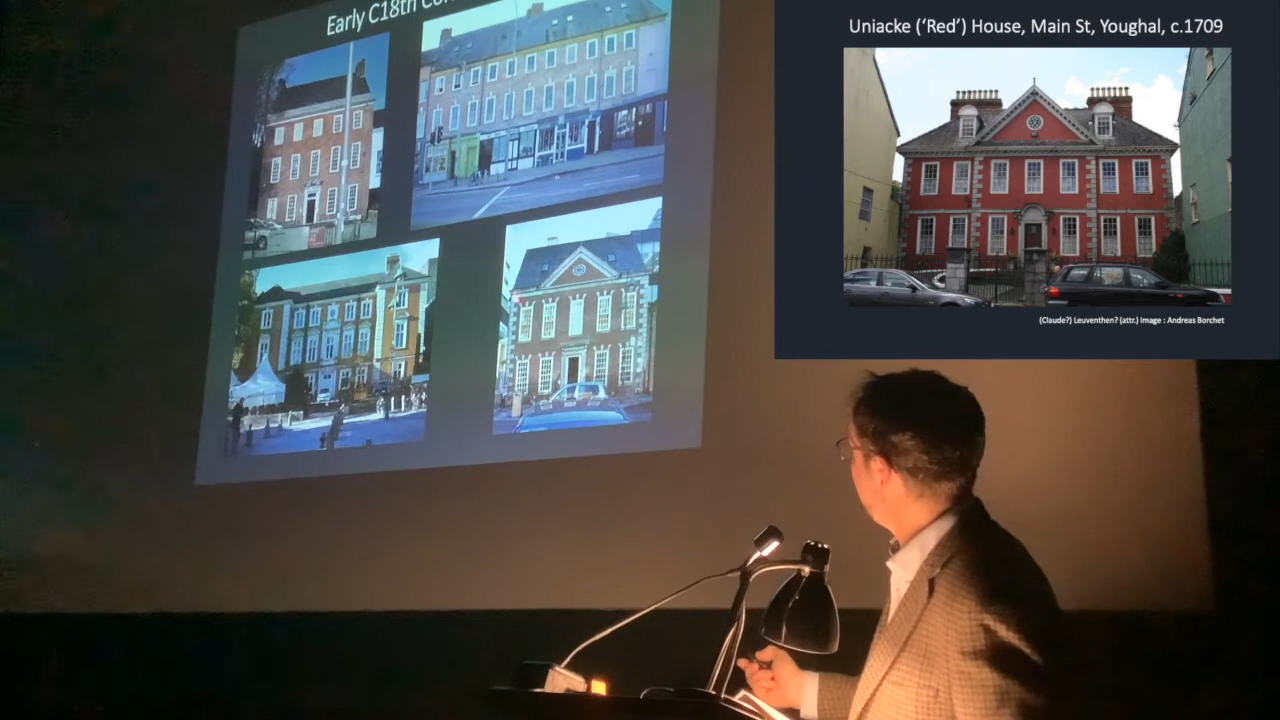 Early C18th
Uniacke (‘Red’) House, Main St, Youghal, c.1709
(Claude?) Leuventhen? (attr.) Image : Andreas Borchet